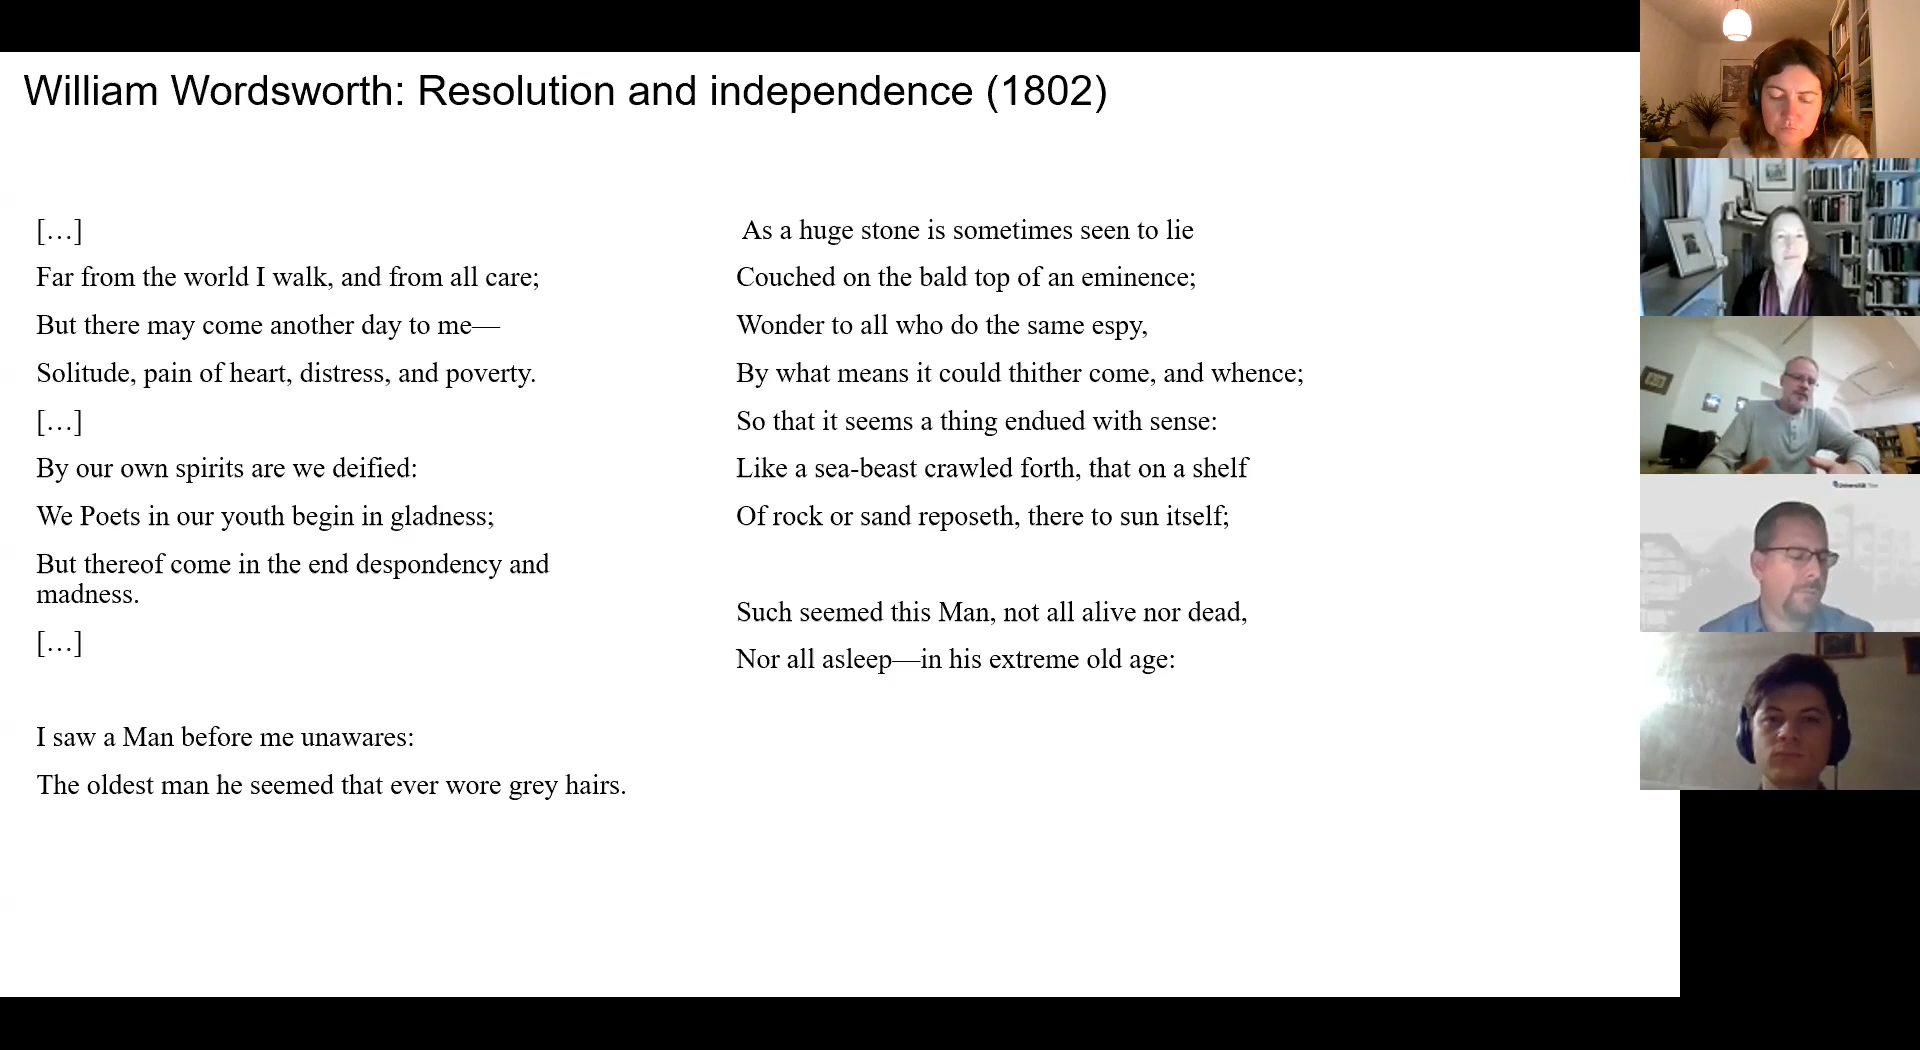 William Wordsworth: Resolution and independence (1802)
[…]
Far from the world I walk, and from all care;
But there may come another day to me—
Solitude, pain of heart, distress, and poverty.
[…]
By our own spirits are we deified:
We Poets in our youth begin in gladness;
But thereof come in the end despondency and
madness.
[…]
I saw a Man before me unawares:
The oldest man he seemed that ever wore grey hairs.
As a huge stone is sometimes seen to lie
Couched on the bald top of an eminence;
Wonder to all who do the same espy,
By what means it could thither come, and whence;
So that it seems a thing endued with sense:
Like a sea-beast crawled forth, that on a shelf
Of rock or sand reposeth, there to sun itself;
Such seemed this Man, not all alive nor dead,
Nor all asleep—in his extreme old age:
Universität